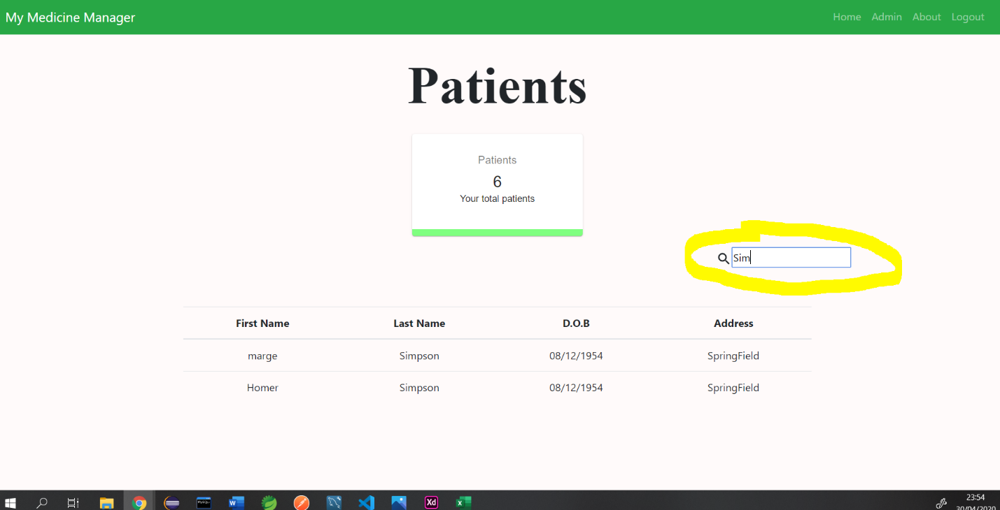 My Medicine Manager Home Admin About Logout
Patients
Patients
6
Your total patients
Sim
First Name Last Name D.O.B Address
marge Simpson 08/12/1954 SpringField
Homer Simpson 08/12/1954 SpringField
Xd
23:54
30/04/2020